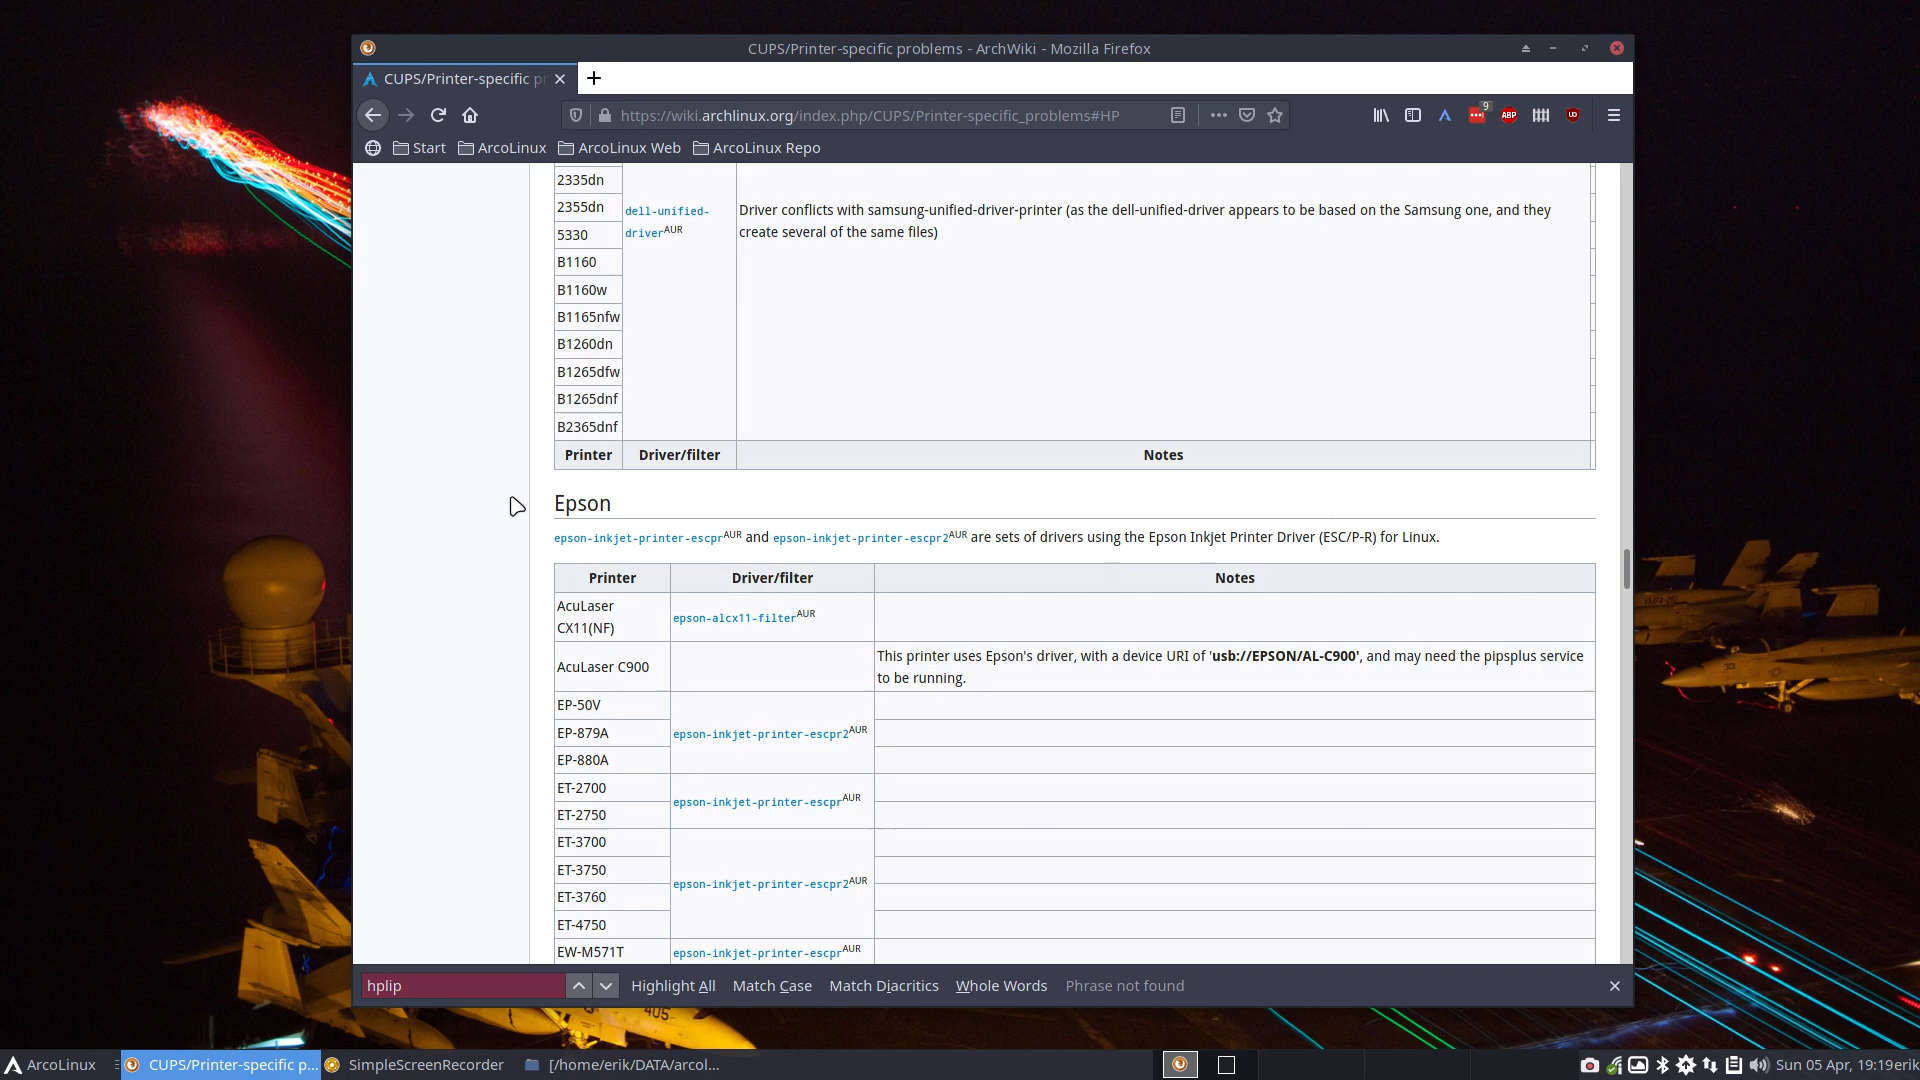 CUPS/Printer-specific problems - ArchWiki - Mozilla Firefox
CUPS/Printer-specific pr
https://wiki.archlinux.org/index.php/CUPS/Printer-specific_problems#HP
9
ABP
Start ArcoLinux ArcoLinux Web ArcoLinux Repo
2335dn
2355dn
5330
B1160
B1160w
B1165nfw
B1260dn
B1265dfw
B1265dnf
B2365dnf
dell-unified-
driverAUR
Driver conflicts with samsung-unified-driver-printer (as the dell-unified-driver appears to be based on the Samsung one, and they
create several of the same files)
Printer Driver/filter Notes
Epson
epson-inkjet-printer-escprAUR and epson-inkjet-printer-escpr2AUR are sets of drivers using the Epson Inkjet Printer Driver (ESC/P-R) for Linux.
Printer Driver/filter Notes
AcuLaser
CX11(NF)
epson-alcx11-filterAUR
AcuLaser C900
This printer uses Epson's driver, with a device URI of 'usb://EPSON/AL-C900', and may need the pipsplus service
to be running.
EP-50V
EP-879A
EP-880A
epson-inkjet-printer-escpr2AUR
ET-2700
ET-2750
epson-inkjet-printer-escprAUR
ET-3700
ET-3750
ET-3760
ET-4750
epson-inkjet-printer-escpr2AUR
EW-M571T
epson-inkjet-printer-escprAUR
hplip Highlight All Match Case Match Diacritics Whole Words Phrase not found
405
ArcoLinux CUPS/Printer-specific p... SimpleScreenRecorder [/home/erik/DATA/arcol... Sun 05 Apr, 19:19 erik